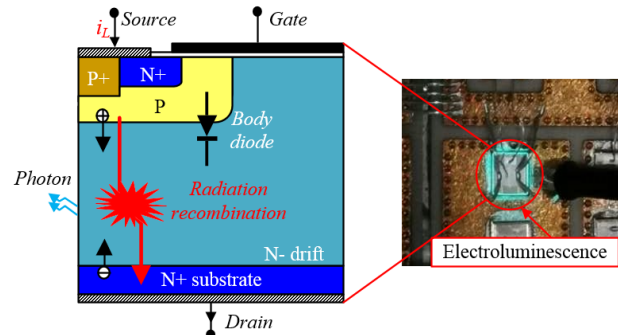 Source
Gate
i_L
P+
N+
P
Body
diode
Photon
Radiation
recombination
N- drift
Electroluminescence
N+ substrate
Drain